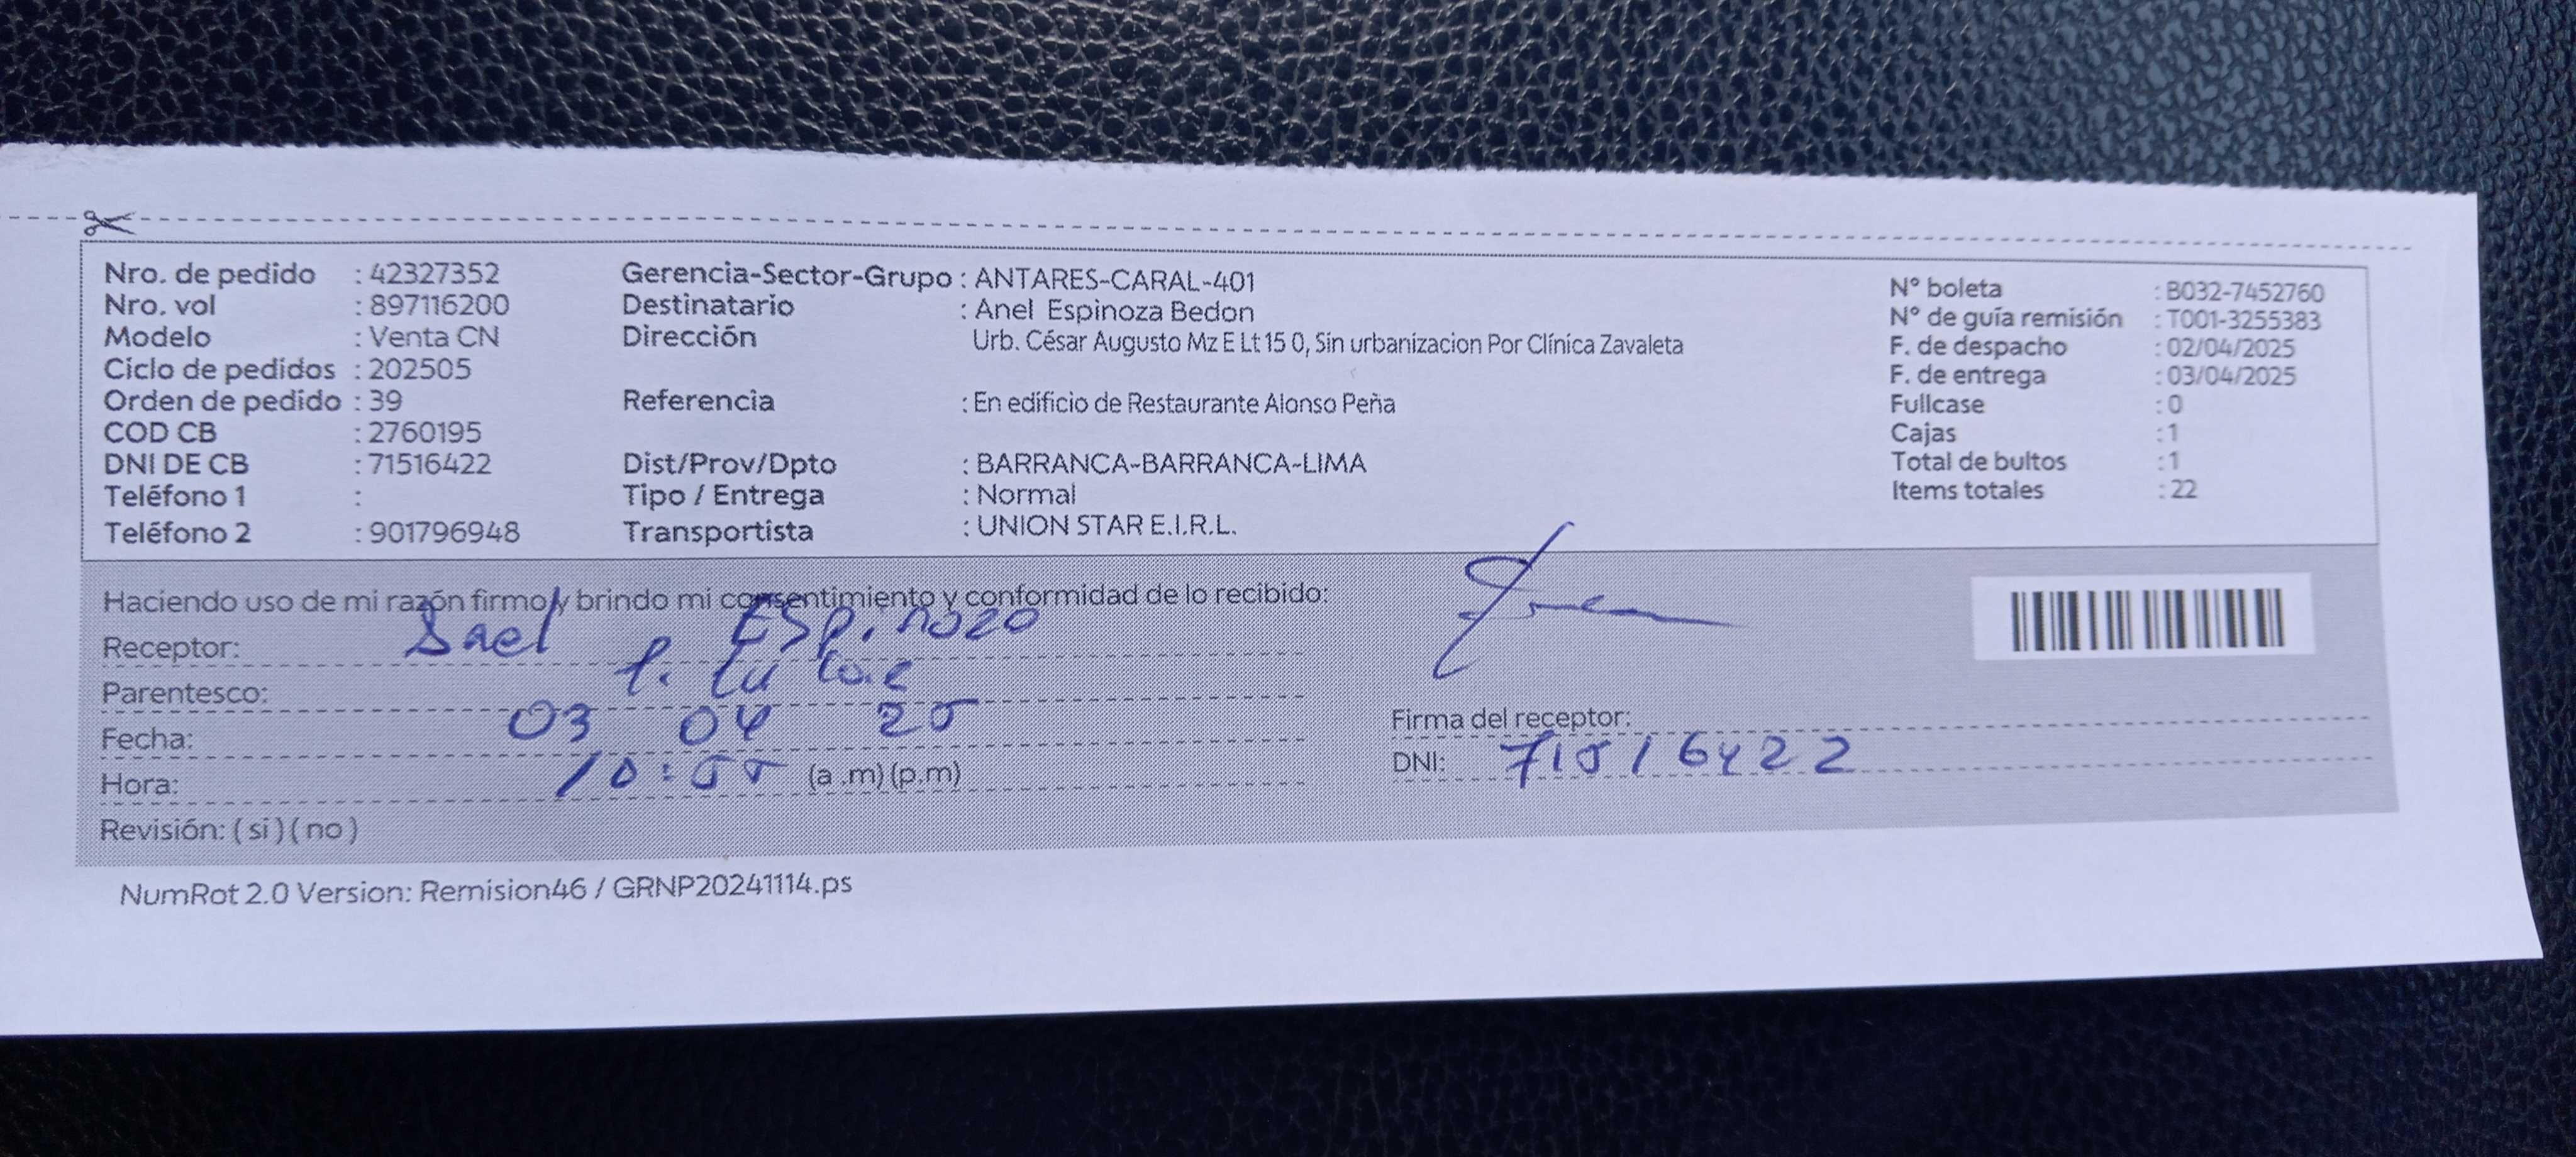 Nro. de pedido : 42327352
Nro. vol : 897116200
Modelo : Venta CN
Ciclo de pedidos : 202505
Orden de pedido : 39
COD CB : 2760195
DNI DE CB : 71516422
Teléfono 1 :
Teléfono 2 : 901796948
Gerencia-Sector-Grupo : ANTARES-CARAL-401
Destinatario : Anel Espinoza Bedon
Dirección Urb. César Augusto Mz E Lt 15 0, Sin urbanizacion Por Clínica Zavaleta
Referencia : En edificio de Restaurante Alonso Peña
Dist/Prov/Dpto : BARRANCA-BARRANCA-LIMA
Tipo / Entrega : Normal
Transportista : UNION STAR E.I.R.L.
N° boleta : B032-7452760
N° de guía remisión : T001-3255383
F. de despacho : 02/04/2025
F. de entrega : 03/04/2025
Fullcase : 0
Cajas : 1
Total de bultos : 1
Items totales : 22
Haciendo uso de mi razón firmo y brindo mi consentimiento y conformidad de lo recibido:
Receptor: Espinozo
Parentesco:
Fecha: 03 04 25
Hora: 10:55 (a .m) (p.m)
Revisión: ( si ) ( no )
Firma del receptor:
DNI: 71516422
NumRot 2.0 Version: Remision46 / GRNP20241114.ps